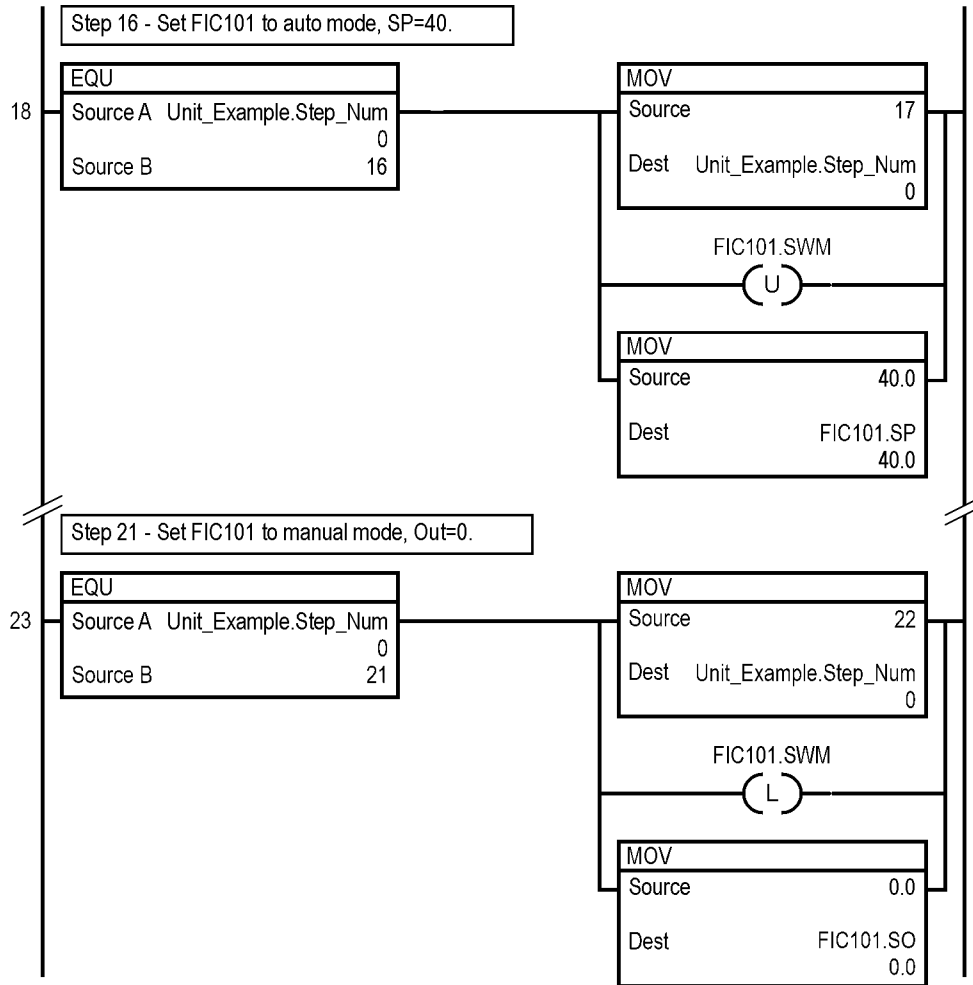 Step 16 - Set FIC101 to auto mode, SP=40.
18
EQU
Source A Unit_Example.Step_Num
0
Source B 16
MOV
Source 17
Dest Unit_Example.Step_Num
0
FIC101.SWM
U
MOV
Source 40.0
Dest FIC101.SP
40.0
Step 21 - Set FIC101 to manual mode, Out=0.
23
EQU
Source A Unit_Example.Step_Num
0
Source B 21
MOV
Source 22
Dest Unit_Example.Step_Num
0
FIC101.SWM
L
MOV
Source 0.0
Dest FIC101.SO
0.0